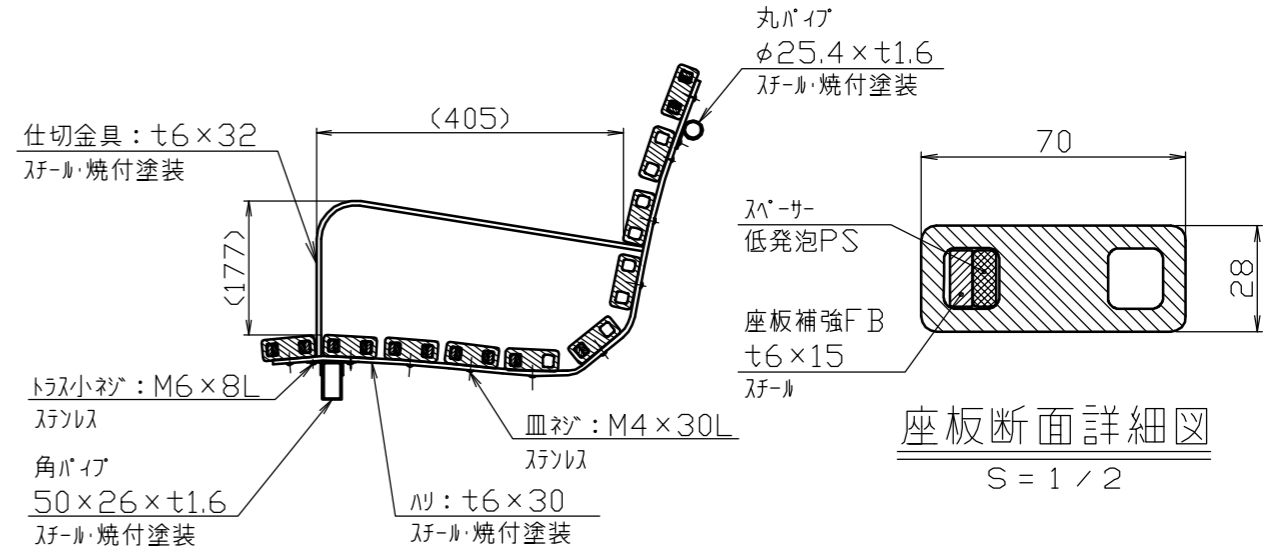 丸ﾊﾟｲﾌﾟ
φ25.4×t1.6
ｽﾁｰﾙ･焼付塗装
(405)
仕切金具：t6×32
ｽﾁｰﾙ･焼付塗装
(177)
70
ｽﾍﾟｰｻｰ
低発泡PS
28
座板補強FB
t6×15
ｽﾁｰﾙ
ﾄﾗｽ小ﾈｼﾞ：M6×8L
ｽﾃﾝﾚｽ
皿ﾈｼﾞ：M4×30L
ｽﾃﾝﾚｽ
角ﾊﾟｲﾌﾟ
50×26×t1.6
ｽﾁｰﾙ･焼付塗装
ﾊﾘ：t6×30
ｽﾁｰﾙ･焼付塗装
座板断面詳細図
S=1/2